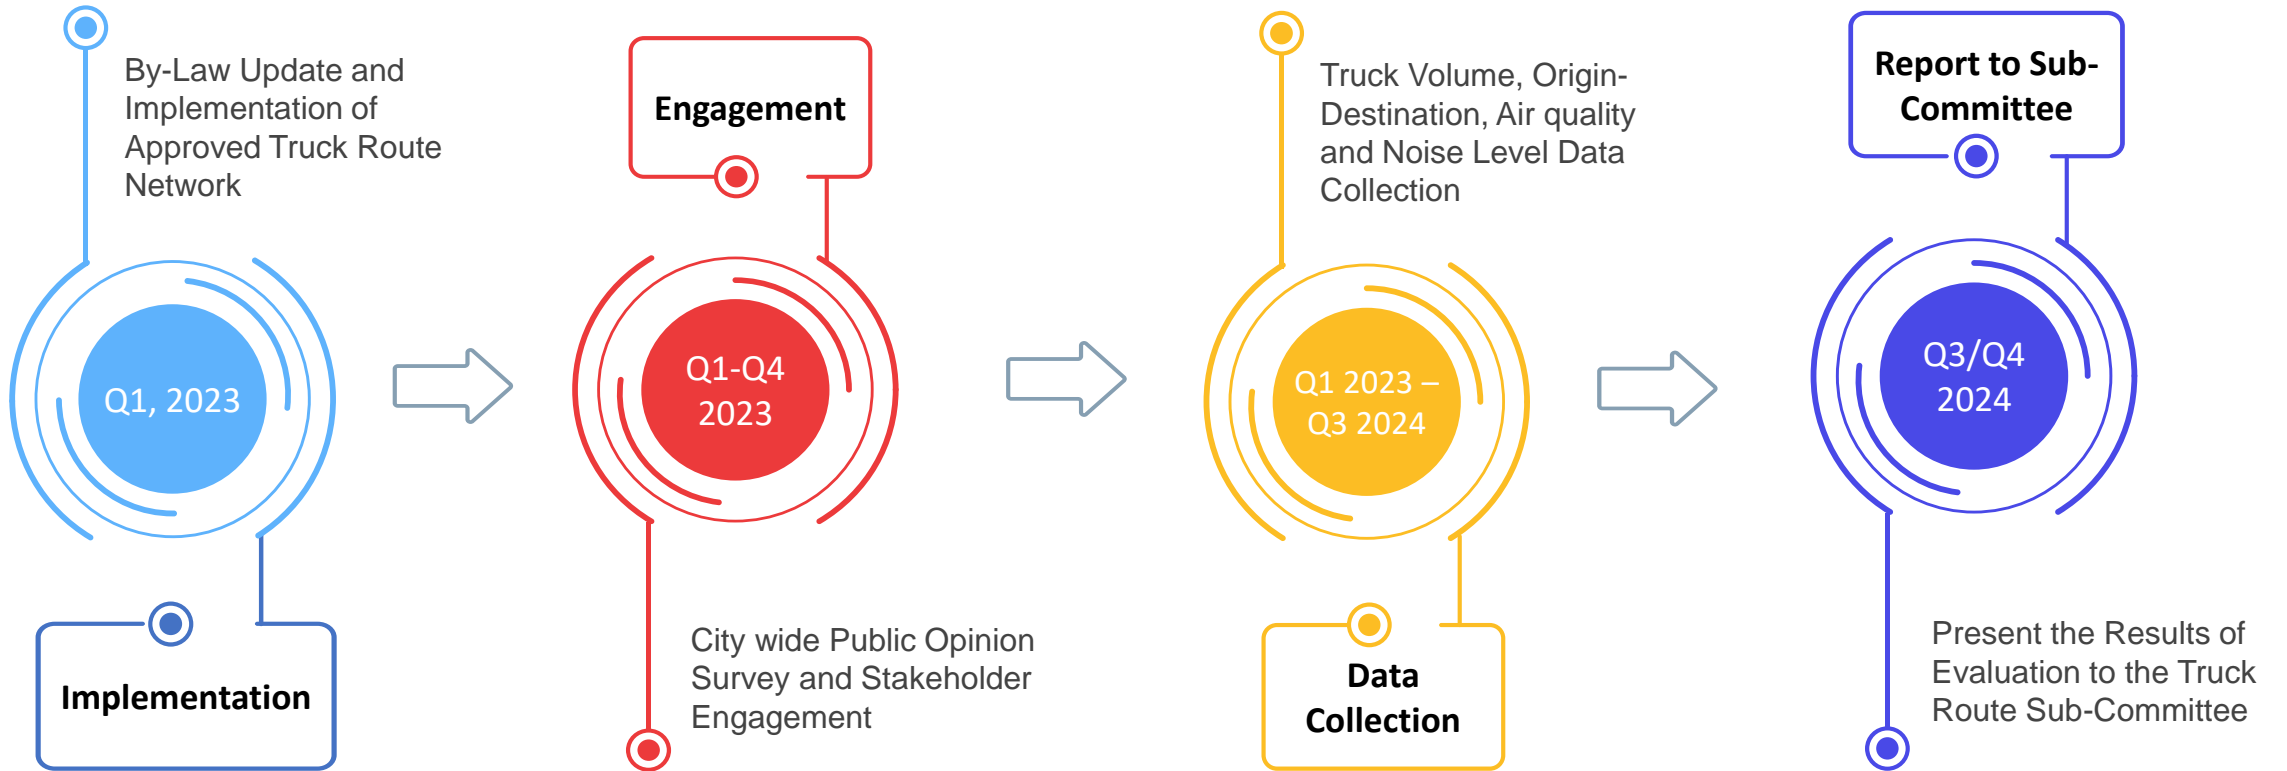 By-Law Update and
Implementation of
Approved Truck Route
Network
Q1, 2023
Implementation
Engagement
Q1-Q4
2023
City wide Public Opinion
Survey and Stakeholder
Engagement
Truck Volume, Origin-
Destination, Air quality
and Noise Level Data
Collection
Q1 2023 –
Q3 2024
Data
Collection
Report to Sub-
Committee
Q3/Q4
2024
Present the Results of
Evaluation to the Truck
Route Sub-Committee